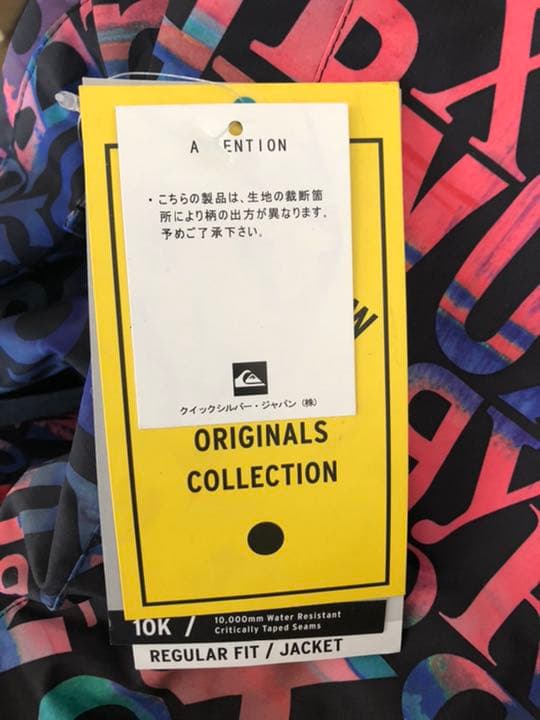 A ENTION
・こちらの製品は、生地の裁断箇
所により柄の出方が異なります。
予めご了承下さい。
クイックシルバー・ジャパン（株）
ORIGINALS
COLLECTION
10K / 10,000mm Water Resistant
Critically Taped Seams
REGULAR FIT / JACKET